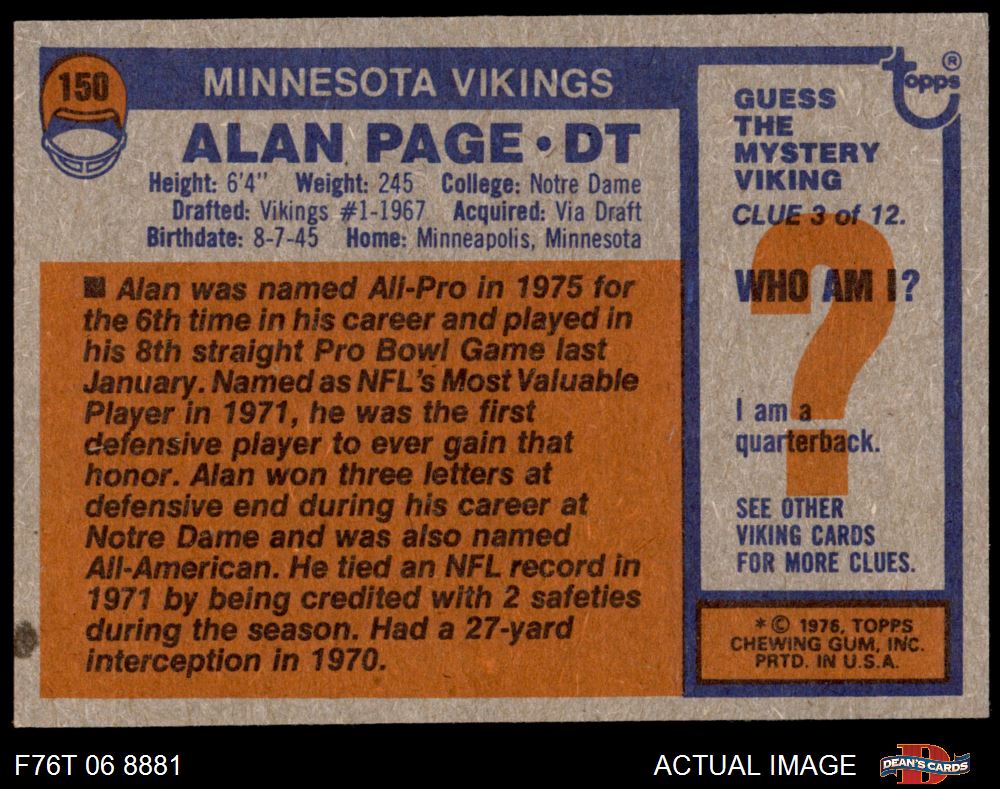 150
MINNESOTA VIKINGS
ALAN PAGE • DT
Height: 6'4" Weight: 245 College: Notre Dame
Drafted: Vikings #1-1967 Acquired: Via Draft
Birthdate: 8-7-45 Home: Minneapolis, Minnesota
■ Alan was named All-Pro in 1975 for
the 6th time in his career and played in
his 8th straight Pro Bowl Game last
January. Named as NFL's Most Valuable
Player in 1971, he was the first
defensive player to ever gain that
honor. Alan won three letters at
defensive end during his career at
Notre Dame and was also named
All-American. He tied an NFL record in
1971 by being credited with 2 safeties
during the season. Had a 27-yard
interception in 1970.
topps ®
GUESS
THE
MYSTERY
VIKING
CLUE 3 of 12.
?
WHO AM I?
I am a
quarterback.
SEE OTHER
VIKING CARDS
FOR MORE CLUES.
* © 1976, TOPPS
CHEWING GUM, INC.
PRTD. IN U.S.A.
F76T 06 8881
ACTUAL IMAGE
D
DEAN'S CARDS